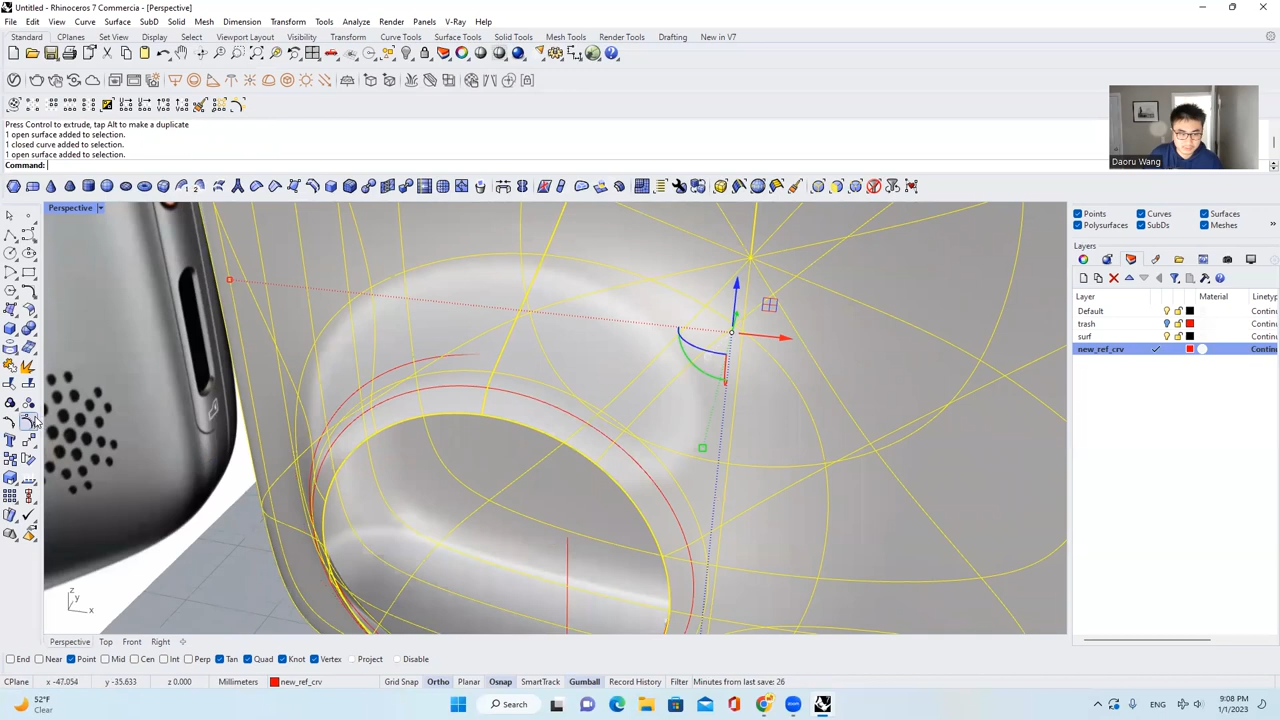 Untitled - Rhinoceros 7 Commercia - [Perspective]
File Edit View Curve Surface SubD Solid Mesh Dimension Transform Tools Analyze Render Panels V-Ray Help
Standard CPlanes Set View Display Select Viewport Layout Visibility Transform Curve Tools Surface Tools Solid Tools Mesh Tools Render Tools Drafting New in V7
Press Control to extrude, tap Alt to make a duplicate
1 open surface added to selection.
1 closed curve added to selection.
1 open surface added to selection.
Command:
Daoru Wang
Perspective
Points Curves Surfaces
Polysurfaces SubDs Meshes
Layers
Layer Material Linetyp
Default Continu
trash Continu
surf Continu
new_ref_crv Continu
z
y
x
Perspective Top Front Right
End Near Point Mid Cen Int Perp Tan Quad Knot Vertex Project Disable
CPlane x -47.054 y -35.633 z 0.000 Millimeters new_ref_crv Grid Snap Ortho Planar Osnap SmartTrack Gumball Record History Filter Minutes from last save: 26
52°F
Clear
Search
ENG
9:08 PM
1/1/2023